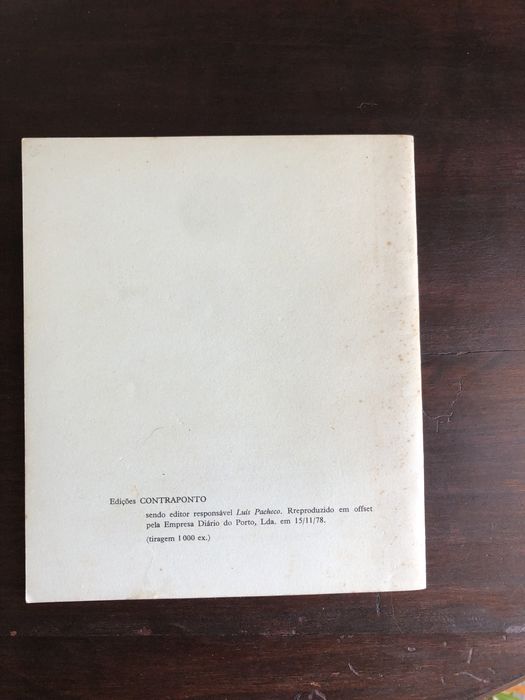 Edições CONTRAPONTO
sendo editor responsável Luís Pacheco. Rreproduzido em offset
pela Empresa Diário do Porto, Lda. em 15/11/78.
(tiragem 1 000 ex.)